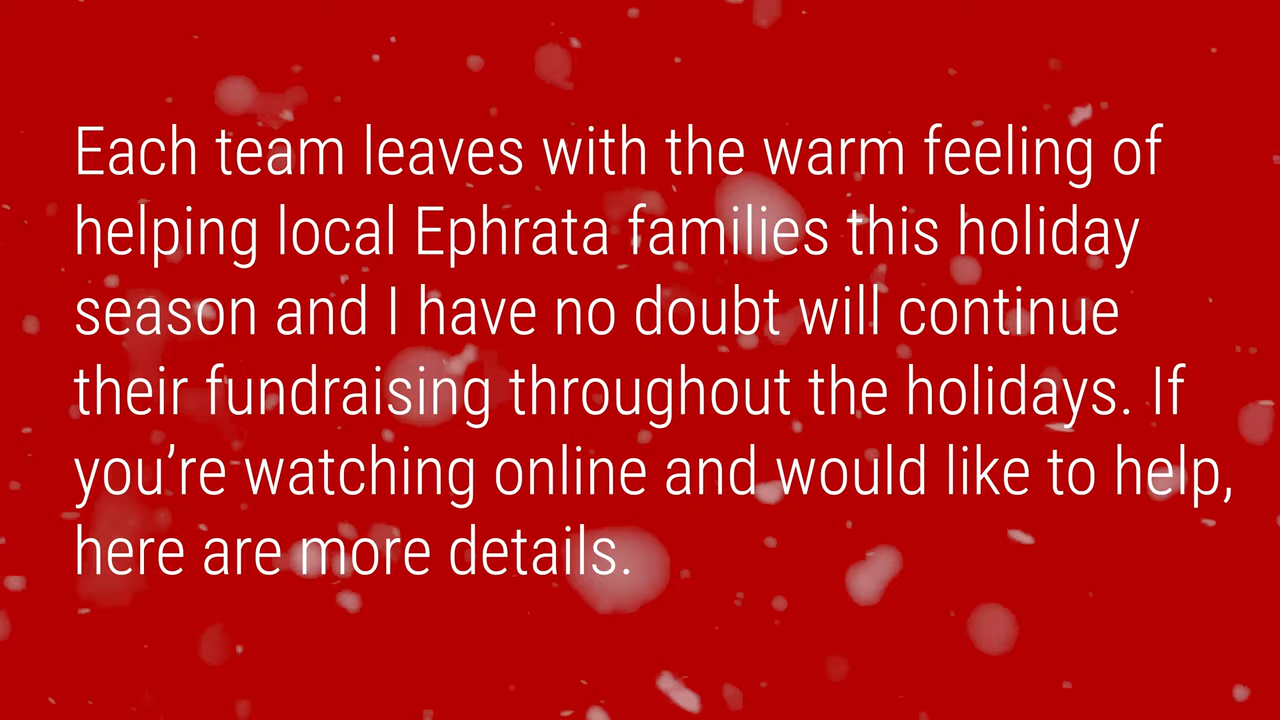 Each team leaves with the warm feeling of
helping local Ephrata families this holiday
season and I have no doubt will continue
their fundraising throughout the holidays. If
you’re watching online and would like to help,
here are more details.